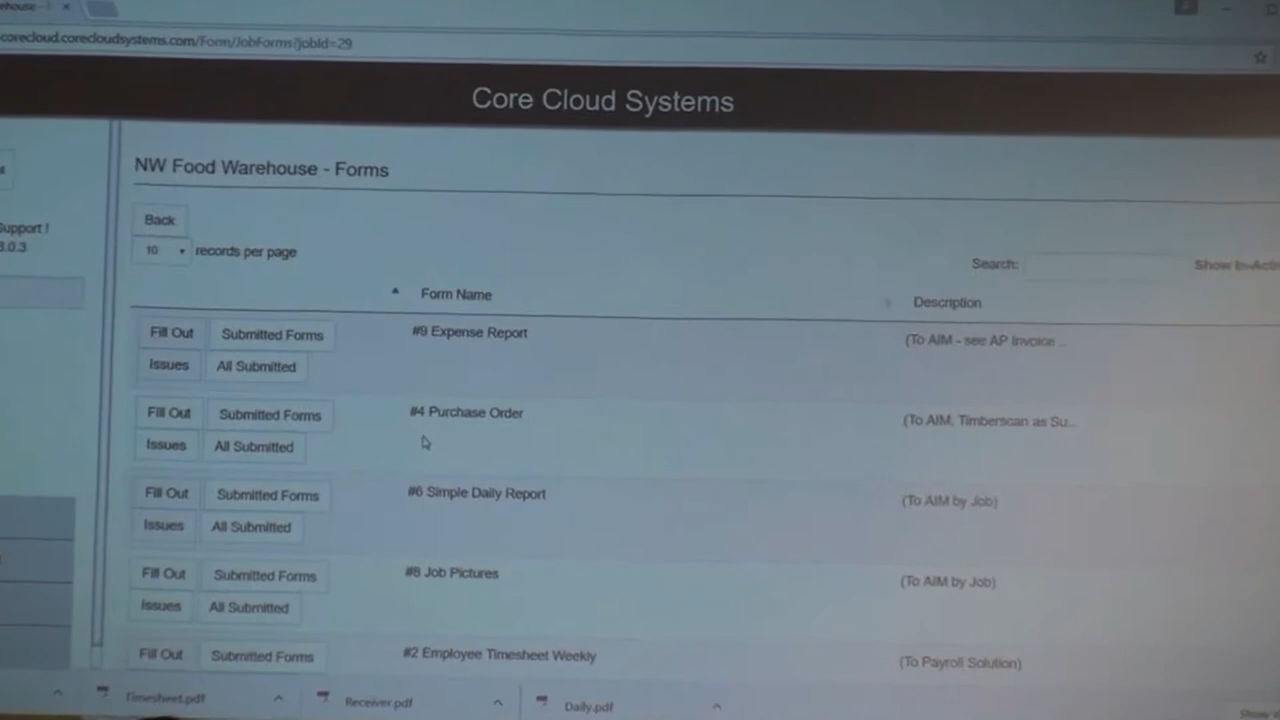 corecloud.corecloudsystems.com/Form/JobForms?jobId=29
Core Cloud Systems
NW Food Warehouse - Forms
Support !
3.0.3
Back
10 records per page
Search:
Form Name
Description
Fill Out Submitted Forms #9 Expense Report (To AIM - see AP Invoice ...
Issues All Submitted
Fill Out Submitted Forms #4 Purchase Order (To AIM, Timberscan as Su...
Issues All Submitted
Fill Out Submitted Forms #6 Simple Daily Report (To AIM by Job)
Issues All Submitted
Fill Out Submitted Forms #8 Job Pictures (To AIM by Job)
Issues All Submitted
Fill Out Submitted Forms #2 Employee Timesheet Weekly (To Payroll Solution)
Timesheet.pdf Receiver.pdf Daily.pdf